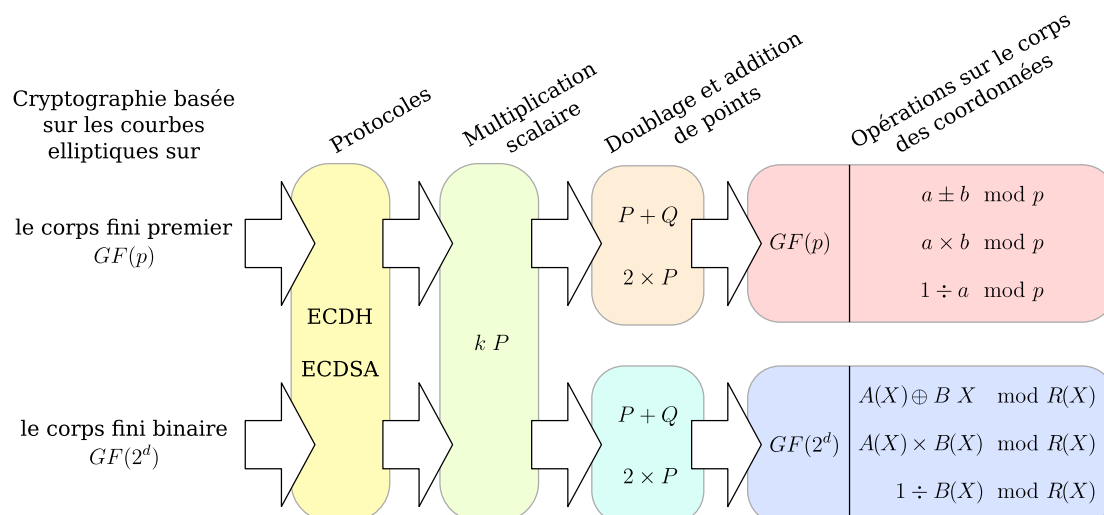 Cryptographie basée
sur les courbes
elliptiques sur
Protocoles
Multiplication
scalaire
Doublage et addition
de points
Opérations sur le corps
des coordonnées
le corps fini premier
GF(p)
ECDH
ECDSA
k P
P + Q
2 × P
GF(p)
a ± b mod p
a × b mod p
1 ÷ a mod p
le corps fini binaire
GF(2^d)
P + Q
2 × P
GF(2^d)
A(X) ⊕ B X mod R(X)
A(X) × B(X) mod R(X)
1 ÷ B(X) mod R(X)